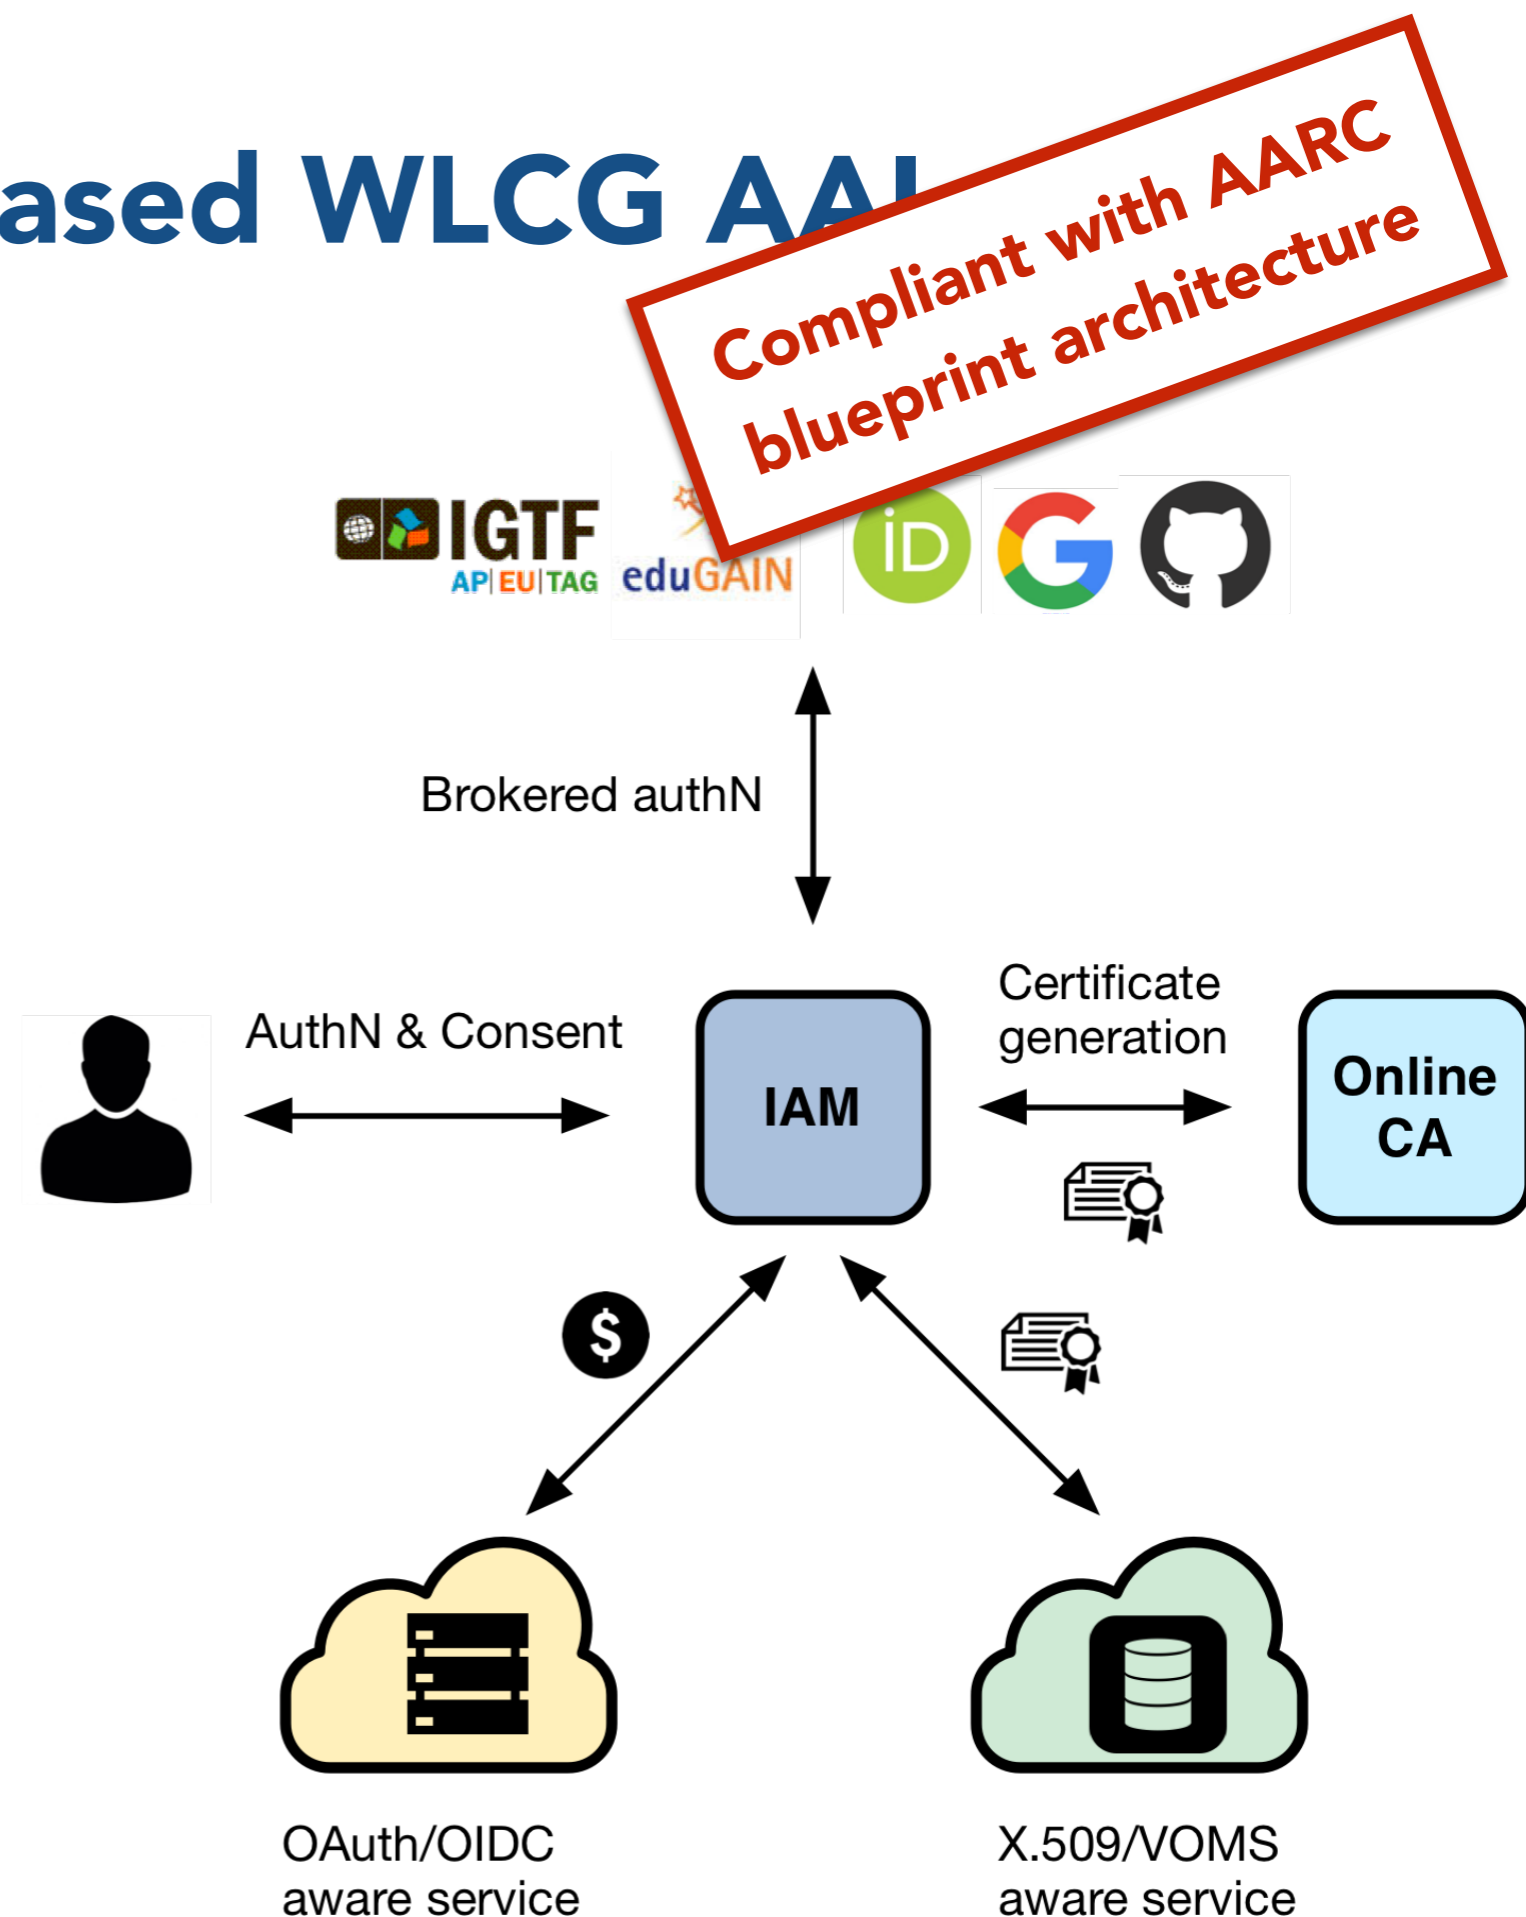 ased WLCG AAI
Compliant with AARC
blueprint architecture
IGTF
AP|EU|TAG
eduGAIN
iD
G
Brokered authN
AuthN & Consent
Certificate
generation
IAM
Online
CA
$
OAuth/OIDC
aware service
X.509/VOMS
aware service